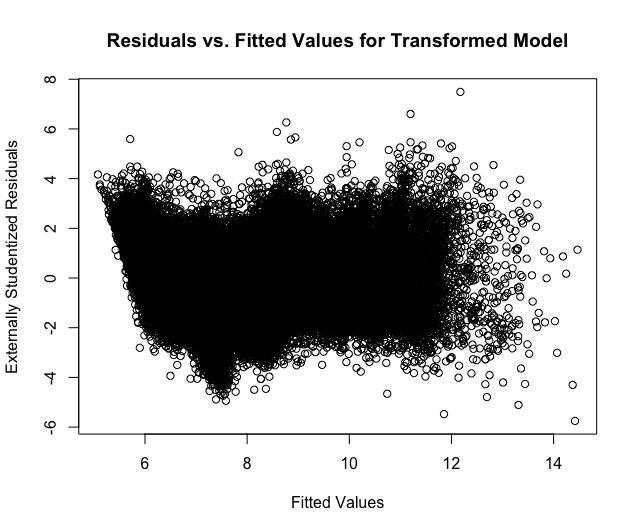 Residuals vs. Fitted Values for Transformed Model
Externally Studentized Residuals
8
6
4
2
0
-2
-4
-6
6 8 10 12 14
Fitted Values